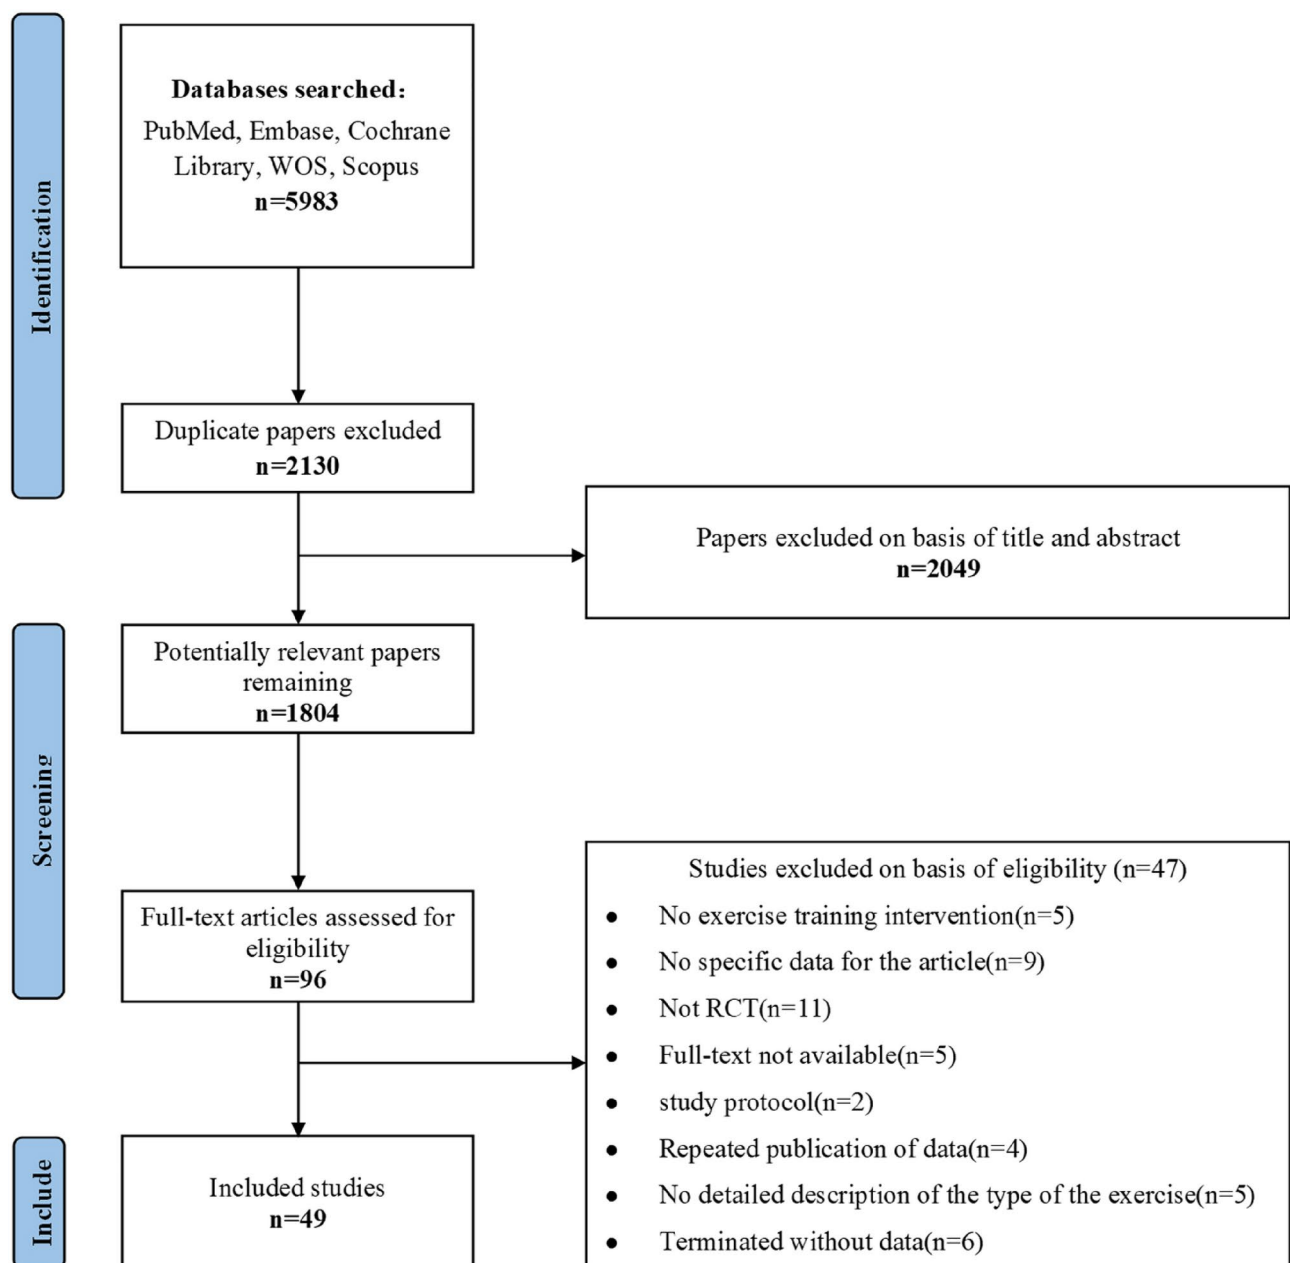 Identification
Databases searched：
PubMed, Embase, Cochrane
Library, WOS, Scopus
n=5983
Duplicate papers excluded
n=2130
Papers excluded on basis of title and abstract
n=2049
Screening
Potentially relevant papers
remaining
n=1804
Full-text articles assessed for
eligibility
n=96
Studies excluded on basis of eligibility (n=47)
● No exercise training intervention(n=5)
● No specific data for the article(n=9)
● Not RCT(n=11)
● Full-text not available(n=5)
● study protocol(n=2)
● Repeated publication of data(n=4)
● No detailed description of the type of the exercise(n=5)
● Terminated without data(n=6)
Include
Included studies
n=49